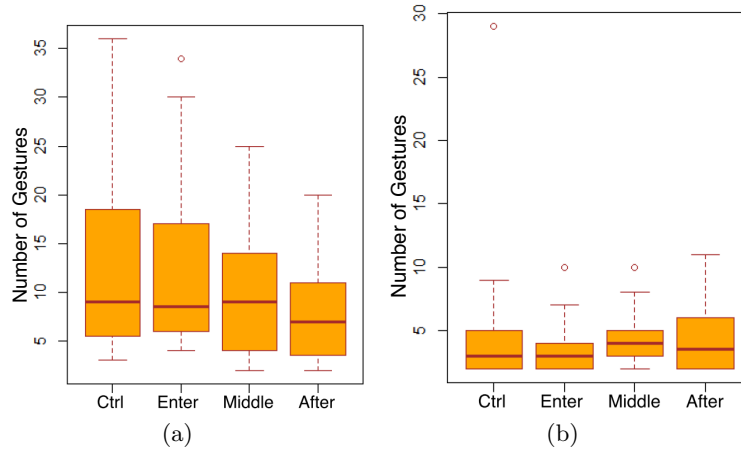 Number of Gestures
35
30
25
20
15
10
5
Ctrl Enter Middle After
(a)
Number of Gestures
30
25
20
15
10
5
Ctrl Enter Middle After
(b)